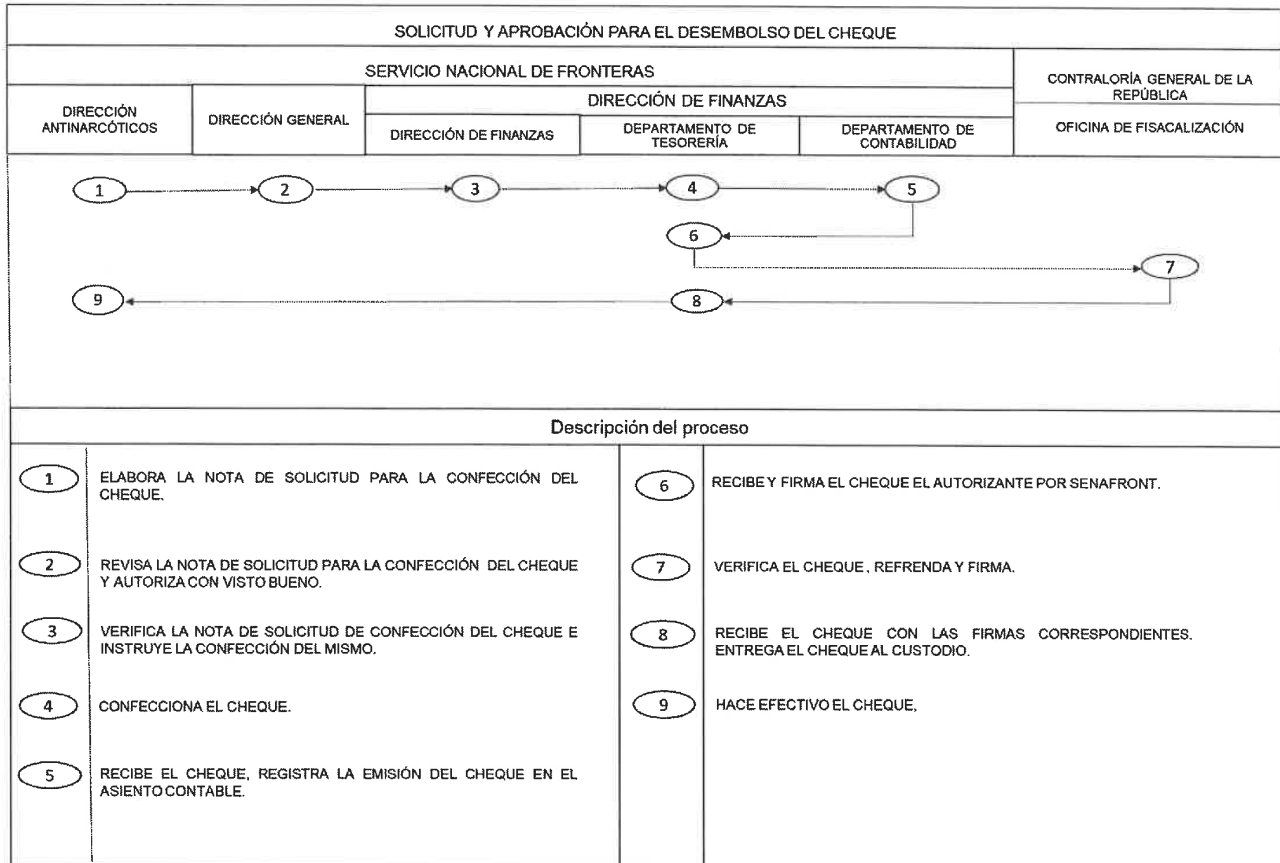 SOLICITUD Y APROBACIÓN PARA EL DESEMBOLSO DEL CHEQUE
SERVICIO NACIONAL DE FRONTERAS
CONTRALORÍA GENERAL DE LA
REPÚBLICA
DIRECCIÓN
ANTINARCÓTICOS
DIRECCIÓN GENERAL
DIRECCIÓN DE FINANZAS
DIRECCIÓN DE FINANZAS
DEPARTAMENTO DE
TESORERÍA
DEPARTAMENTO DE
CONTABILIDAD
OFICINA DE FISACALIZACIÓN
1
2
3
4
5
6
7
9
8
Descripción del proceso
1
ELABORA LA NOTA DE SOLICITUD PARA LA CONFECCIÓN DEL
CHEQUE.
2
REVISA LA NOTA DE SOLICITUD PARA LA CONFECCIÓN DEL CHEQUE
Y AUTORIZA CON VISTO BUENO.
3
VERIFICA LA NOTA DE SOLICITUD DE CONFECCIÓN DEL CHEQUE E
INSTRUYE LA CONFECCIÓN DEL MISMO.
4
CONFECCIONA EL CHEQUE.
5
RECIBE EL CHEQUE, REGISTRA LA EMISIÓN DEL CHEQUE EN EL
ASIENTO CONTABLE.
6
RECIBE Y FIRMA EL CHEQUE EL AUTORIZANTE POR SENAFRONT.
7
VERIFICA EL CHEQUE, REFRENDA Y FIRMA.
8
RECIBE EL CHEQUE CON LAS FIRMAS CORRESPONDIENTES.
ENTREGA EL CHEQUE AL CUSTODIO.
9
HACE EFECTIVO EL CHEQUE,